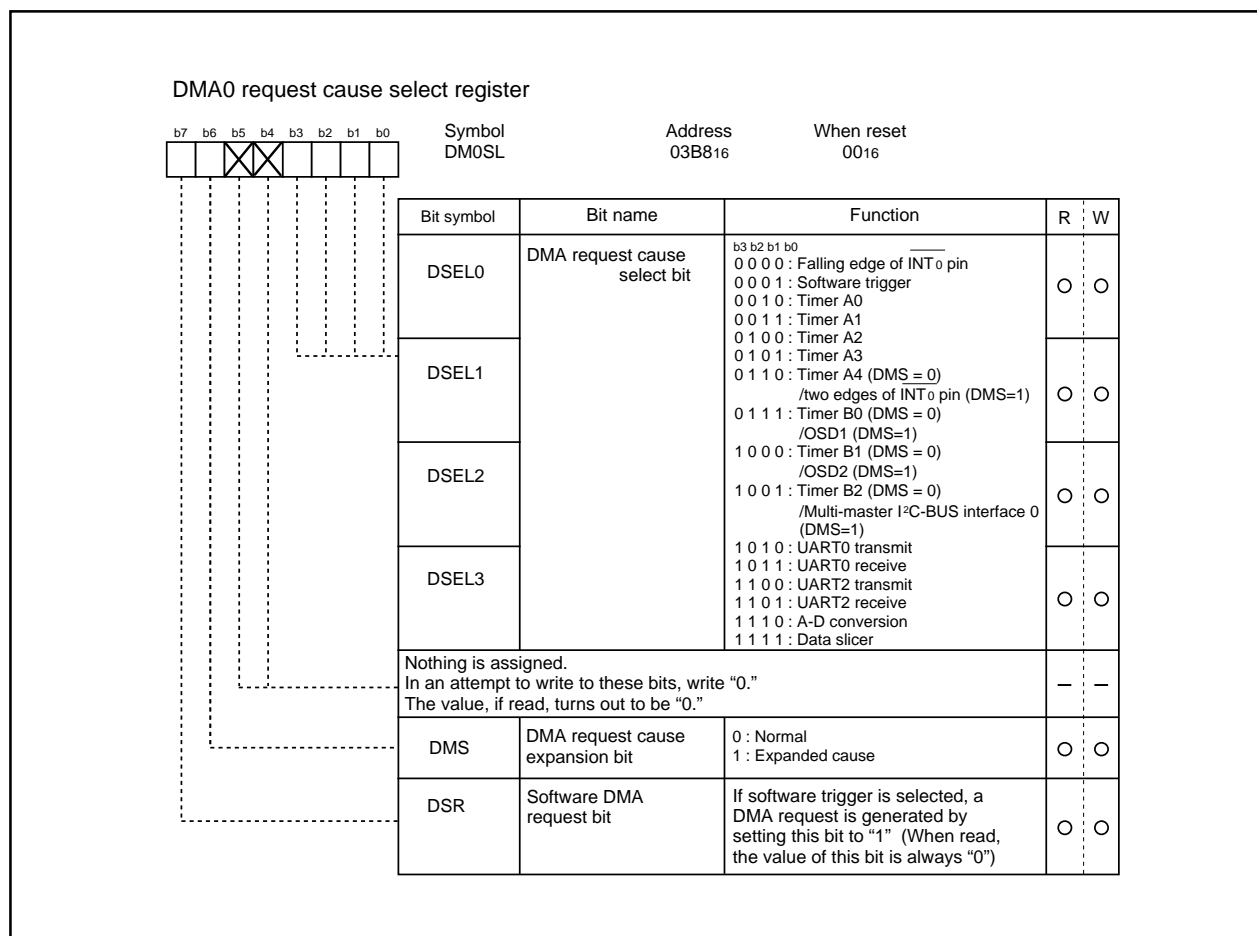 DMA0 request cause select register
b7 b6 b5 b4 b3 b2 b1 b0
Symbol Address When reset
DM0SL 03B816 0016
Bit symbol Bit name Function R W
DSEL0
DSEL1
DSEL2
DSEL3
DMA request cause
select bit
b3 b2 b1 b0
0 0 0 0 : Falling edge of INT0 pin
0 0 0 1 : Software trigger
0 0 1 0 : Timer A0
0 0 1 1 : Timer A1
0 1 0 0 : Timer A2
0 1 0 1 : Timer A3
0 1 1 0 : Timer A4 (DMS = 0)
/two edges of INT0 pin (DMS=1)
0 1 1 1 : Timer B0 (DMS = 0)
/OSD1 (DMS=1)
1 0 0 0 : Timer B1 (DMS = 0)
/OSD2 (DMS=1)
1 0 0 1 : Timer B2 (DMS = 0)
/Multi-master I2C-BUS interface 0
(DMS=1)
1 0 1 0 : UART0 transmit
1 0 1 1 : UART0 receive
1 1 0 0 : UART2 transmit
1 1 0 1 : UART2 receive
1 1 1 0 : A-D conversion
1 1 1 1 : Data slicer
Nothing is assigned.
In an attempt to write to these bits, write “0.”
The value, if read, turns out to be “0.”
– –
DMS
DMA request cause
expansion bit
0 : Normal
1 : Expanded cause
DSR
Software DMA
request bit
If software trigger is selected, a
DMA request is generated by
setting this bit to “1” (When read,
the value of this bit is always “0”)